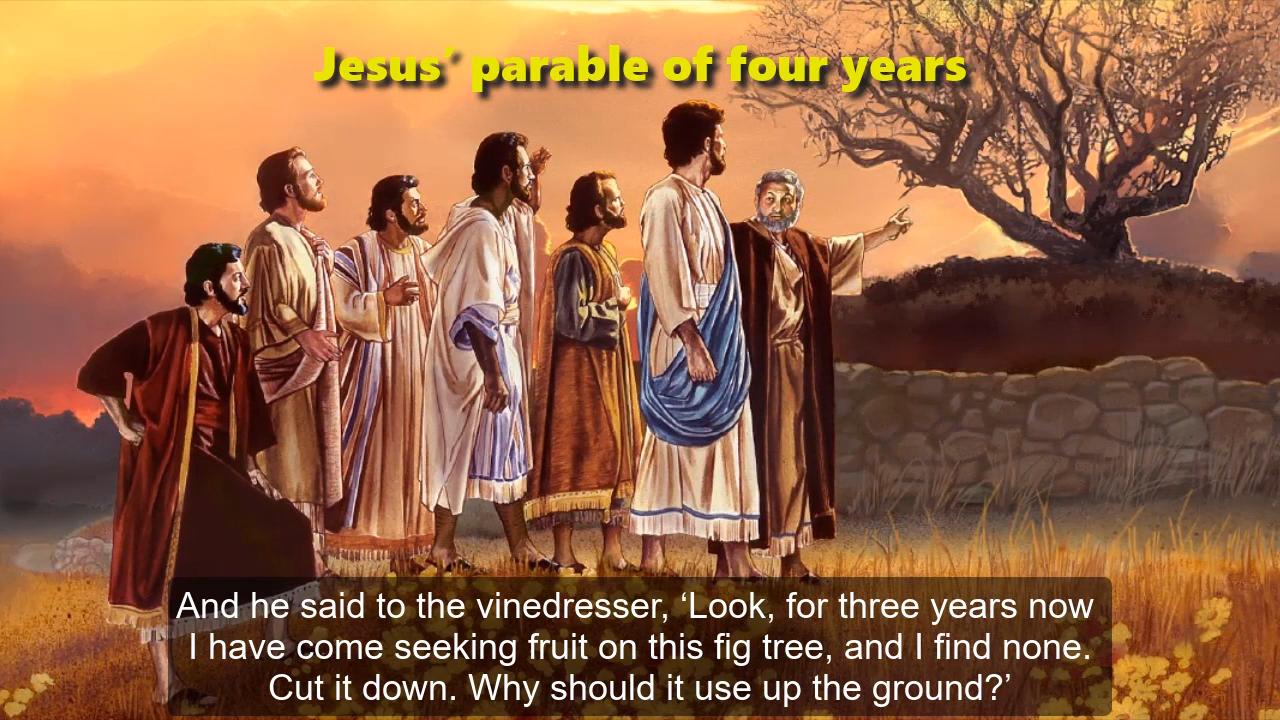 Jesus’ parable of four years
And he said to the vinedresser, ‘Look, for three years now
I have come seeking fruit on this fig tree, and I find none.
Cut it down. Why should it use up the ground?’